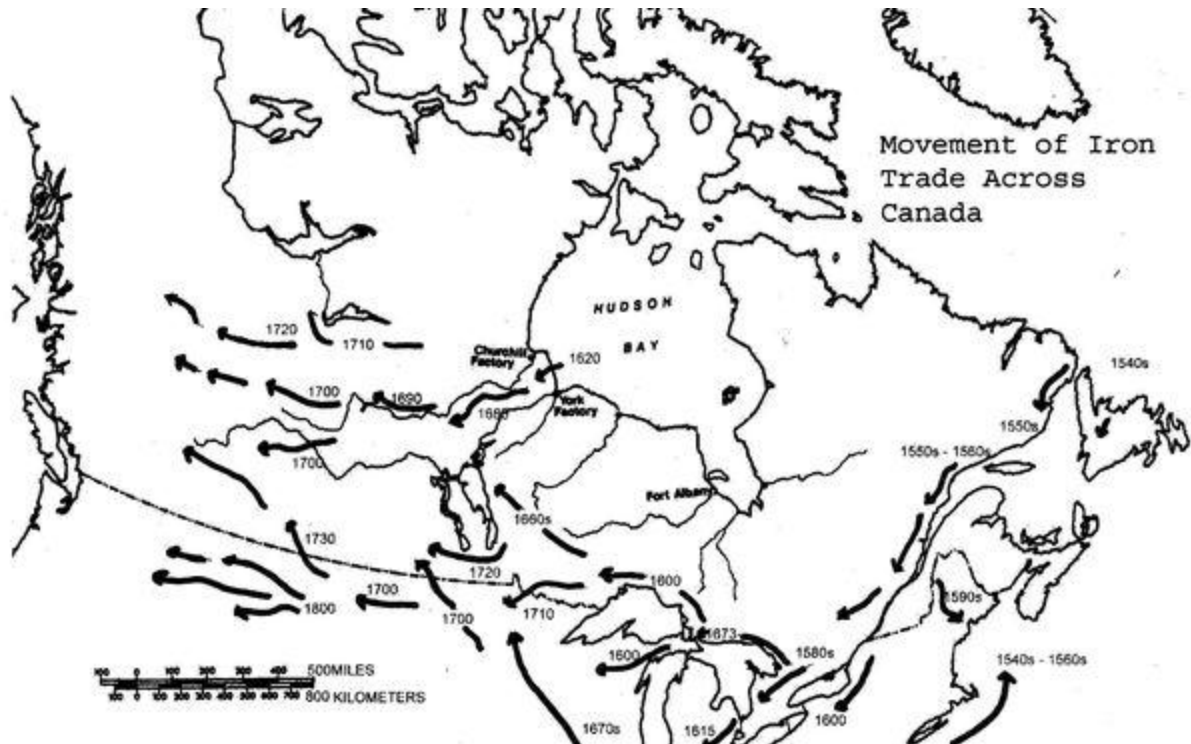 Movement of Iron
Trade Across
Canada
HUDSON
BAY
1720
1710
Churchill
Factory
1620
1540s
1700
1690
1680
York
Factory
1550s
1550s - 1560s
1700
Fort Albany
1660s
1730
1720
1700
1600
1590s
1800
1700
1710
1673
1600
1580s
1540s - 1560s
500MILES
800 KILOMETERS
1670s
1615
1600